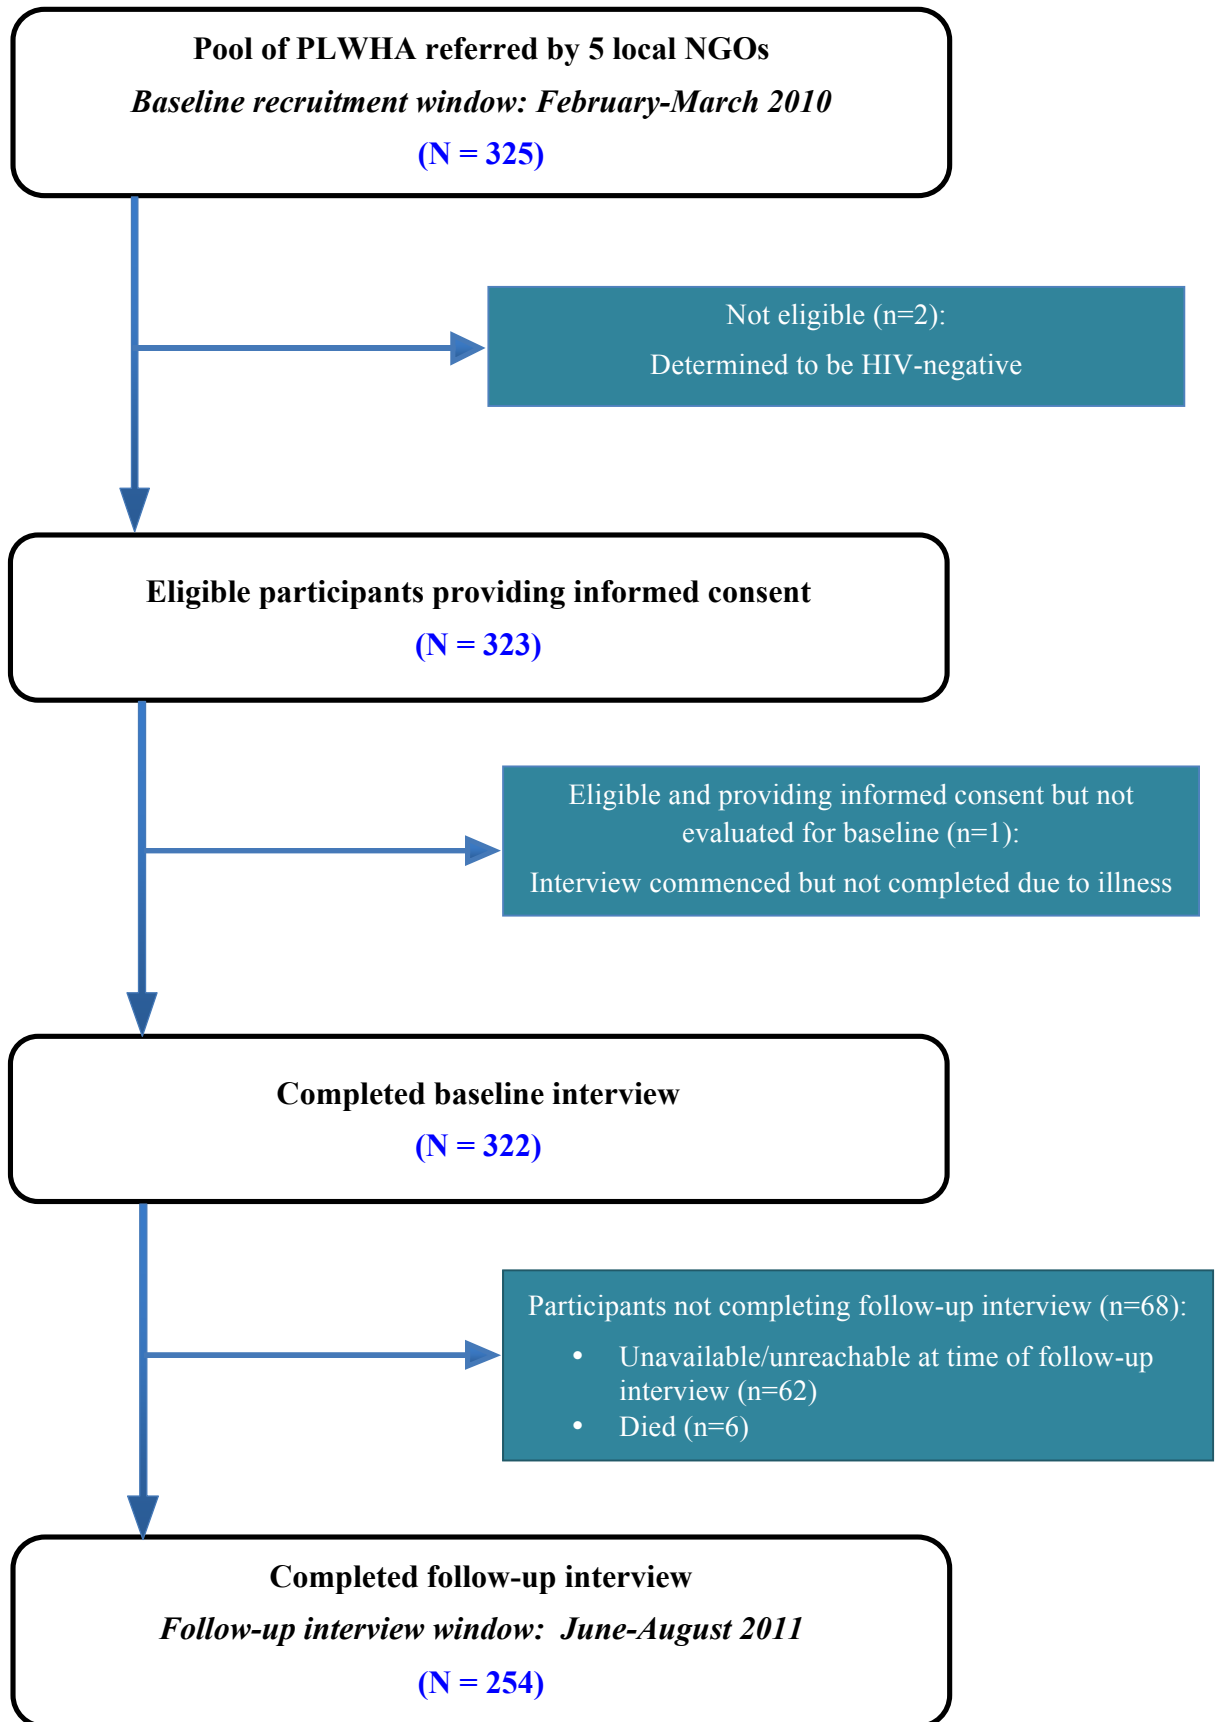 Pool of PLWHA referred by 5 local NGOs
Baseline recruitment window: February-March 2010
(N = 325)
Not eligible (n=2):
Determined to be HIV-negative
Eligible participants providing informed consent
(N = 323)
Eligible and providing informed consent but not
evaluated for baseline (n=1):
Interview commenced but not completed due to illness
Completed baseline interview
(N = 322)
Participants not completing follow-up interview (n=68):
• Unavailable/unreachable at time of follow-up
interview (n=62)
• Died (n=6)
Completed follow-up interview
Follow-up interview window: June-August 2011
(N = 254)